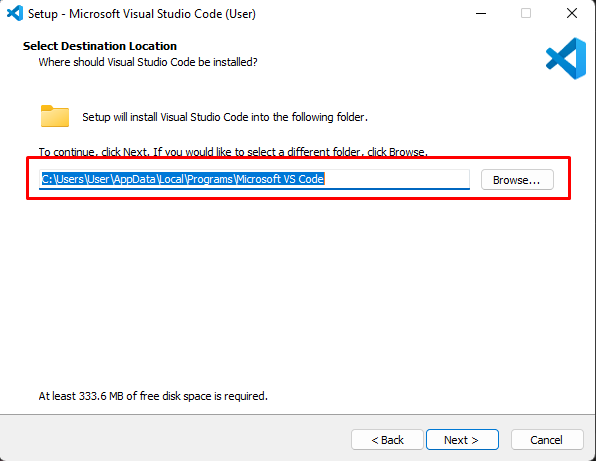 Setup - Microsoft Visual Studio Code (User)
Select Destination Location
Where should Visual Studio Code be installed?
Setup will install Visual Studio Code into the following folder.
To continue, click Next. If you would like to select a different folder, click Browse.
C:\Users\User\AppData\Local\Programs\Microsoft VS Code
Browse...
At least 333.6 MB of free disk space is required.
< Back
Next >
Cancel